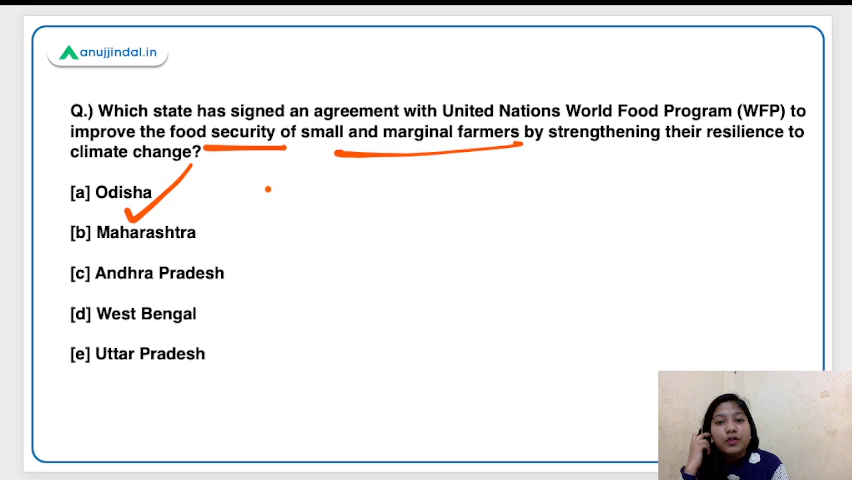 anujjindal.in
Q.) Which state has signed an agreement with United Nations World Food Program (WFP) to
improve the food security of small and marginal farmers by strengthening their resilience to
climate change?
[a] Odisha
[b] Maharashtra
[c] Andhra Pradesh
[d] West Bengal
[e] Uttar Pradesh